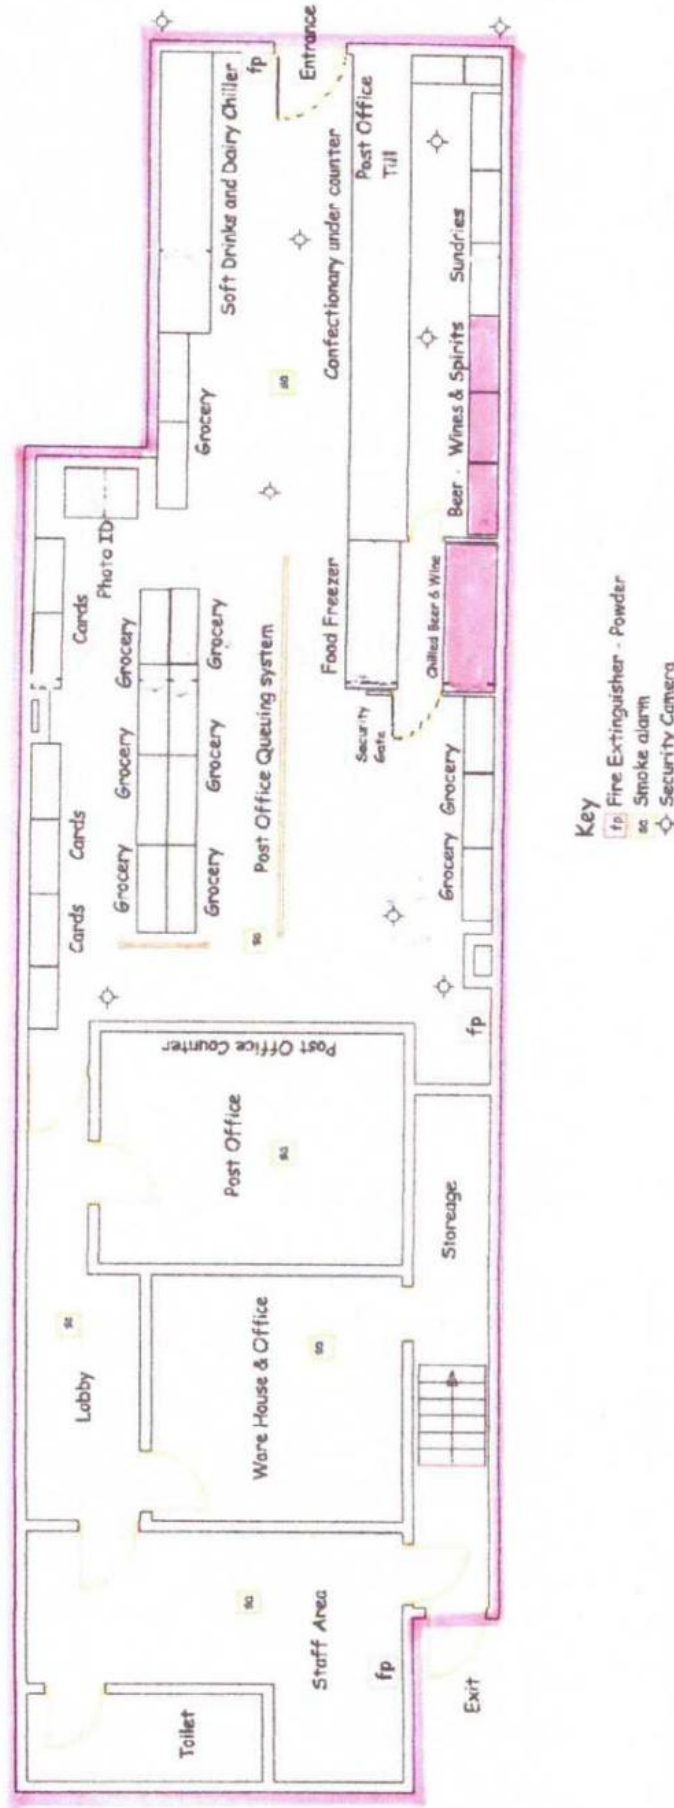 fp
Entrance
Soft Drinks and Dairy Chiller
Post Office
Till
Confectionary under counter
Sundries
Grocery
Beer - Wines & Spirits
Photo ID
Cards
Grocery
Grocery
Food Freezer
Chilled Beer & Wine
Security
Gate
Post Office Queuing system
Cards
Grocery
Grocery
Grocery
Grocery
Cards
Grocery
Grocery
sa
sa
fp
Post Office Counter
Post Office
sa
Storeage
Lobby
sa
Ware House & Office
sa
Staff Area
sa
fp
Toilet
Exit
Key
fp Fire Extinguisher - Powder
sa Smoke alarm
Security Camera